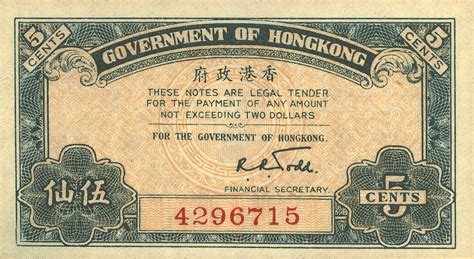 5 CENTS
5 CENTS
GOVERNMENT OF HONGKONG
府政港香
THESE NOTES ARE LEGAL TENDER
FOR THE PAYMENT OF ANY AMOUNT
NOT EXCEEDING TWO DOLLARS
FOR THE GOVERNMENT OF HONGKONG.
R.R. Todd.
FINANCIAL SECRETARY.
仙伍
5
CENTS
4296715